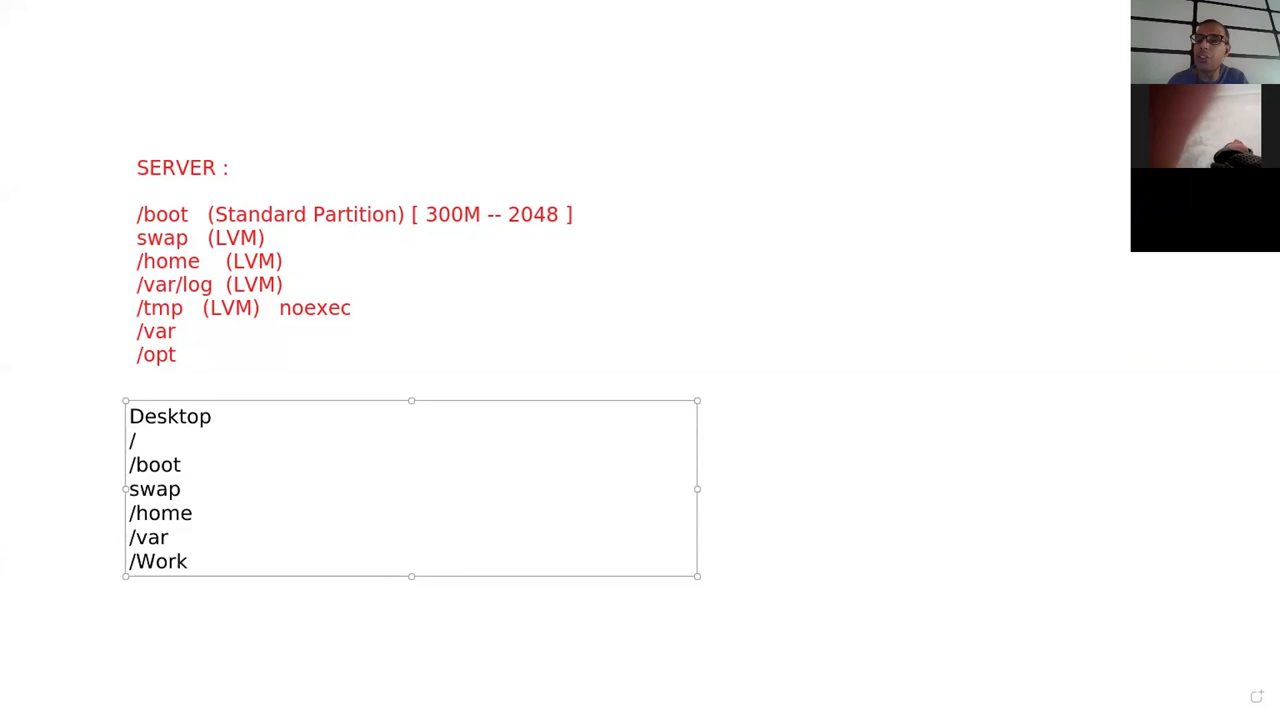 SERVER :
/boot (Standard Partition) [ 300M -- 2048 ]
swap (LVM)
/home (LVM)
/var/log (LVM)
/tmp (LVM) noexec
/var
/opt
Desktop
/
/boot
swap
/home
/var
/Work